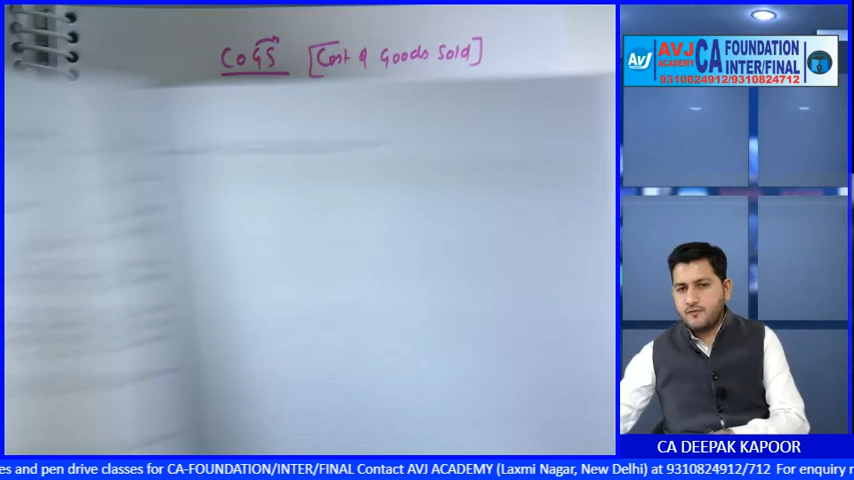 COGS [Cost of Goods Sold]
AVJ ACADEMY CA FOUNDATION INTER/FINAL
9310824912/9310824712
AVJ
CA DEEPAK KAPOOR
es and pen drive classes for CA-FOUNDATION/INTER/FINAL Contact AVJ ACADEMY (Laxmi Nagar, New Delhi) at 9310824912/712 For enquiry r